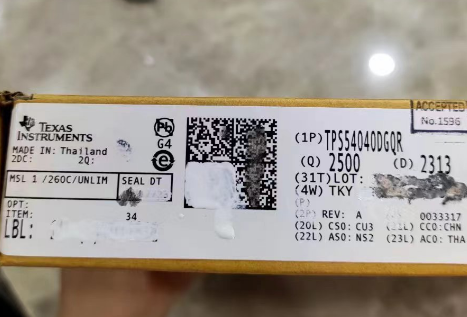 TEXAS
INSTRUMENTS
MADE IN: Thailand
2DC: 2Q:
MSL 1 /260C/UNLIM
SEAL DT
OPT:
ITEM: 34
LBL:
Pb
G4
e
ACCEPTED
No.1596
(1P) TPS54040DGQR
(Q) 2500 (D) 2313
(31T) LOT:
(4W) TKY
(P)
(2P) REV: A 0033317
(20L) CSO: CU3 CCO: CHN
(22L) ASO: NS2 (23L) ACO: THA